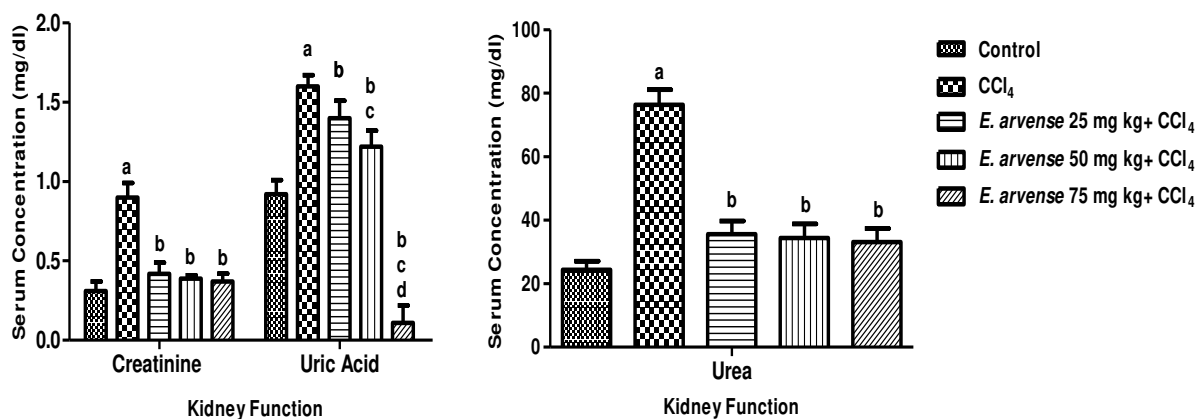 Serum Concentration (mg/dl)
2.0
1.5
1.0
0.5
0.0
a
b
b
b
a
b
b
c
b
c
d
Creatinine
Uric Acid
Kidney Function
Serum Concentration (mg/dl)
100
80
60
40
20
0
a
b
b
b
Urea
Kidney Function
Control
CCl₄
E. arvense 25 mg kg+ CCl₄
E. arvense 50 mg kg+ CCl₄
E. arvense 75 mg kg+ CCl₄